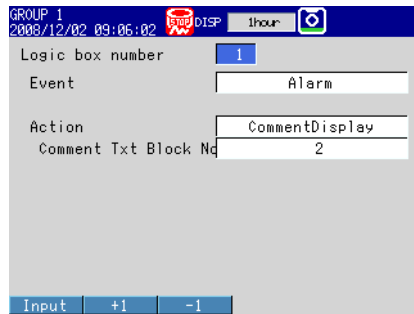 GROUP 1
2008/12/02 09:06:02 STOP DISP 1hour
Logic box number 1
Event Alarm
Action CommentDisplay
Comment Txt Block No 2
Input +1 -1